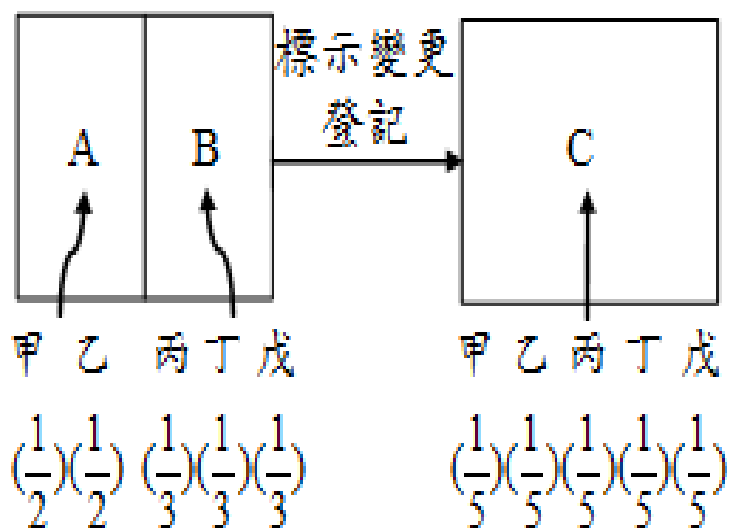 標示變更
登記
A B C
甲 乙 丙 丁 戊 甲 乙 丙 丁 戊
(1/2)(1/2) (1/3)(1/3)(1/3) (1/5)(1/5)(1/5)(1/5)(1/5)